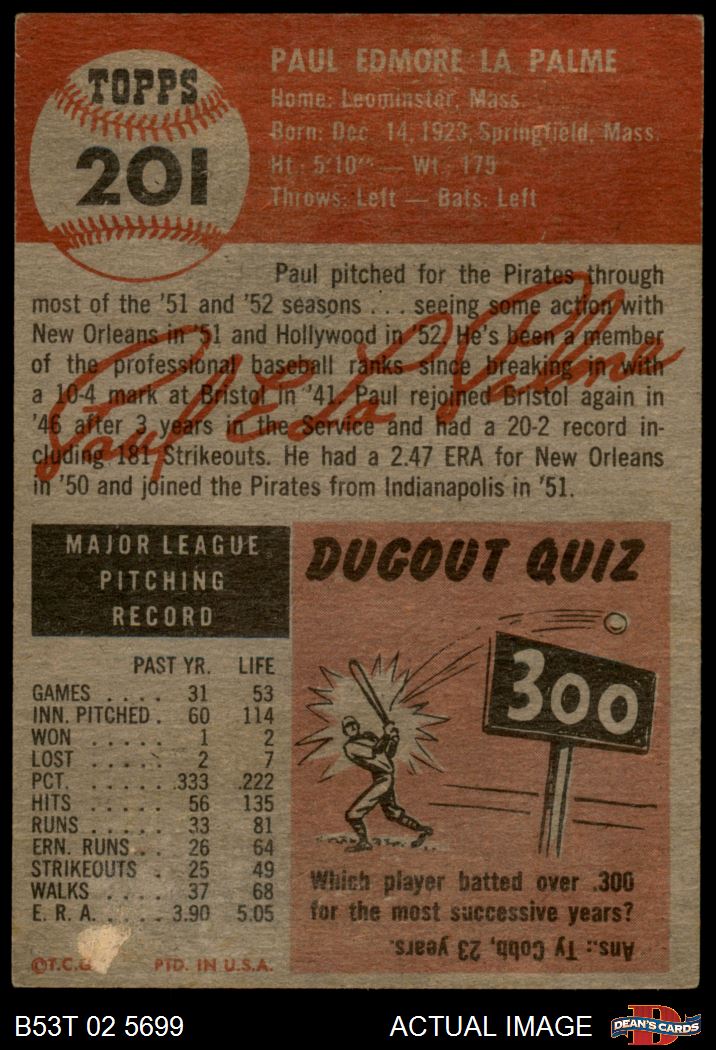 TOPPS
201
PAUL EDMORE LA PALME
Home: Leominster, Mass.
Born: Dec. 14, 1923, Springfield, Mass.
Ht.: 5'10" — Wt.: 175
Throws: Left — Bats: Left
Paul pitched for the Pirates through
most of the '51 and '52 seasons . . . seeing some action with
New Orleans in '51 and Hollywood in '52. He's been a member
of the professional baseball ranks since breaking in with
a 10-4 mark at Bristol in '41. Paul rejoined Bristol again in
'46 after 3 years in the Service and had a 20-2 record in-
cluding 181 Strikeouts. He had a 2.47 ERA for New Orleans
in '50 and joined the Pirates from Indianapolis in '51.
Paul E La Palme
MAJOR LEAGUE
PITCHING
RECORD
PAST YR. LIFE
GAMES . . . . 31 53
INN. PITCHED . 60 114
WON . . . . . 1 2
LOST . . . . . 2 7
PCT. . . . . . .333 .222
HITS . . . . . 56 135
RUNS . . . . . 33 81
ERN. RUNS . . 26 64
STRIKEOUTS . 25 49
WALKS . . . . 37 68
E. R. A. . . . . 3.90 5.05
©T.C.G. PTD. IN U.S.A.
DUGOUT QUIZ
300
Which player batted over .300
for the most successive years?
Ans.: Ty Cobb, 23 years.
B53T 02 5699
ACTUAL IMAGE
DEAN'S CARDS